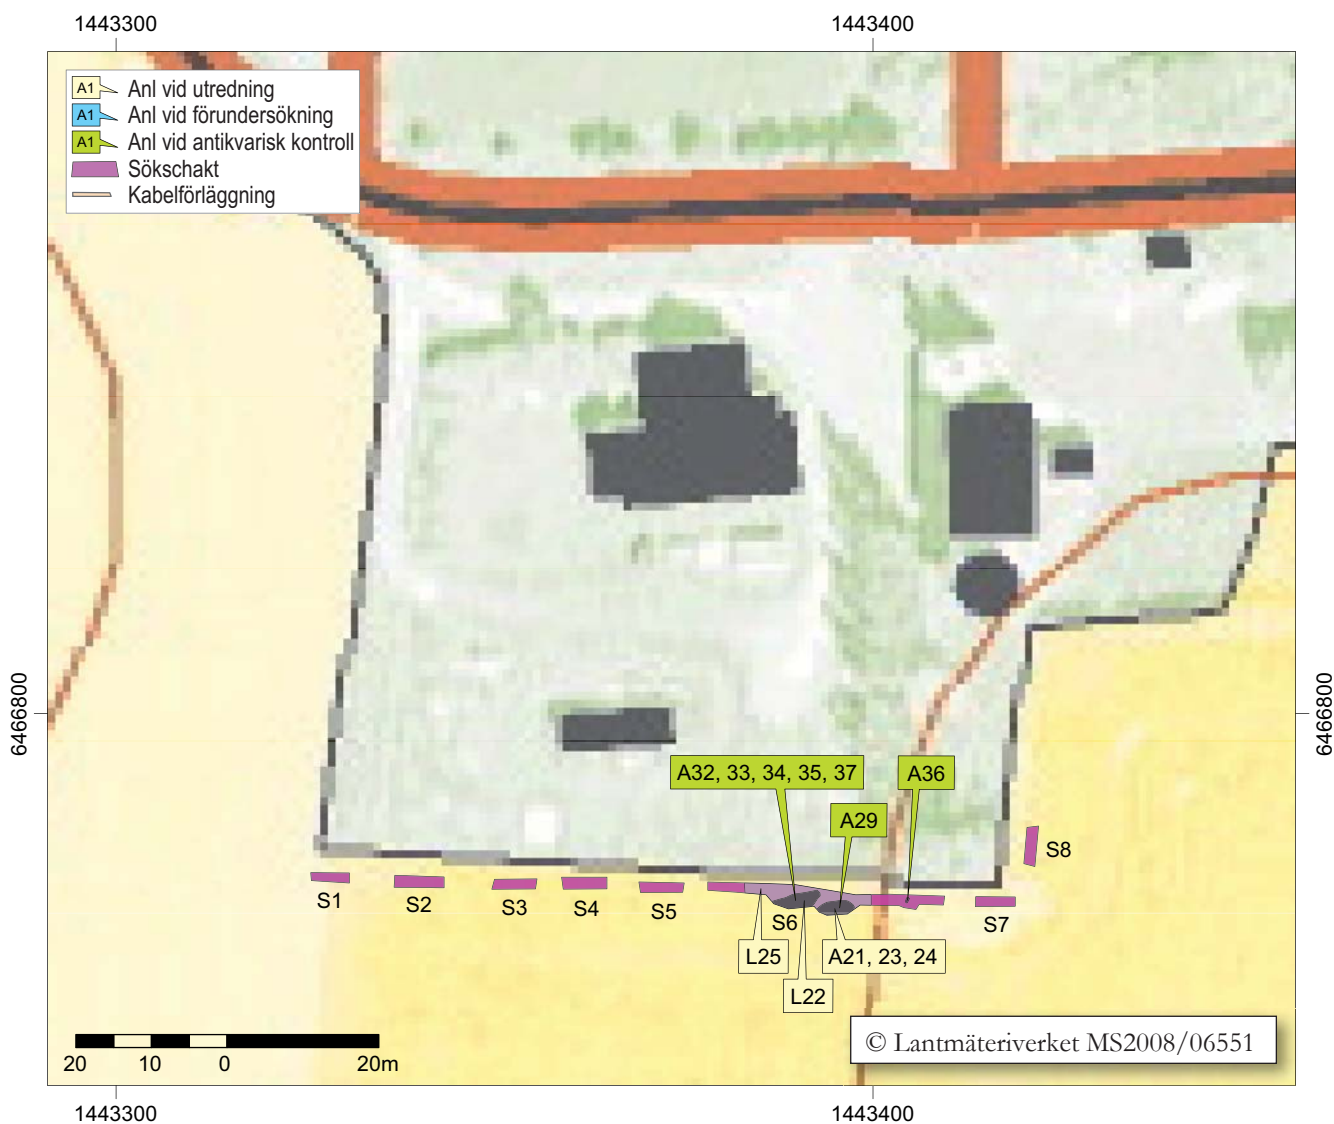 1443300
1443400
A1 Anl vid utredning
A1 Anl vid förundersökning
A1 Anl vid antikvarisk kontroll
Sökschakt
Kabelförläggning
6466800
6466800
A32, 33, 34, 35, 37
A36
A29
S8
S1
S2
S3
S4
S5
S6
S7
L25
A21, 23, 24
L22
20 10 0 20m
© Lantmäteriverket MS2008/06551
1443300
1443400